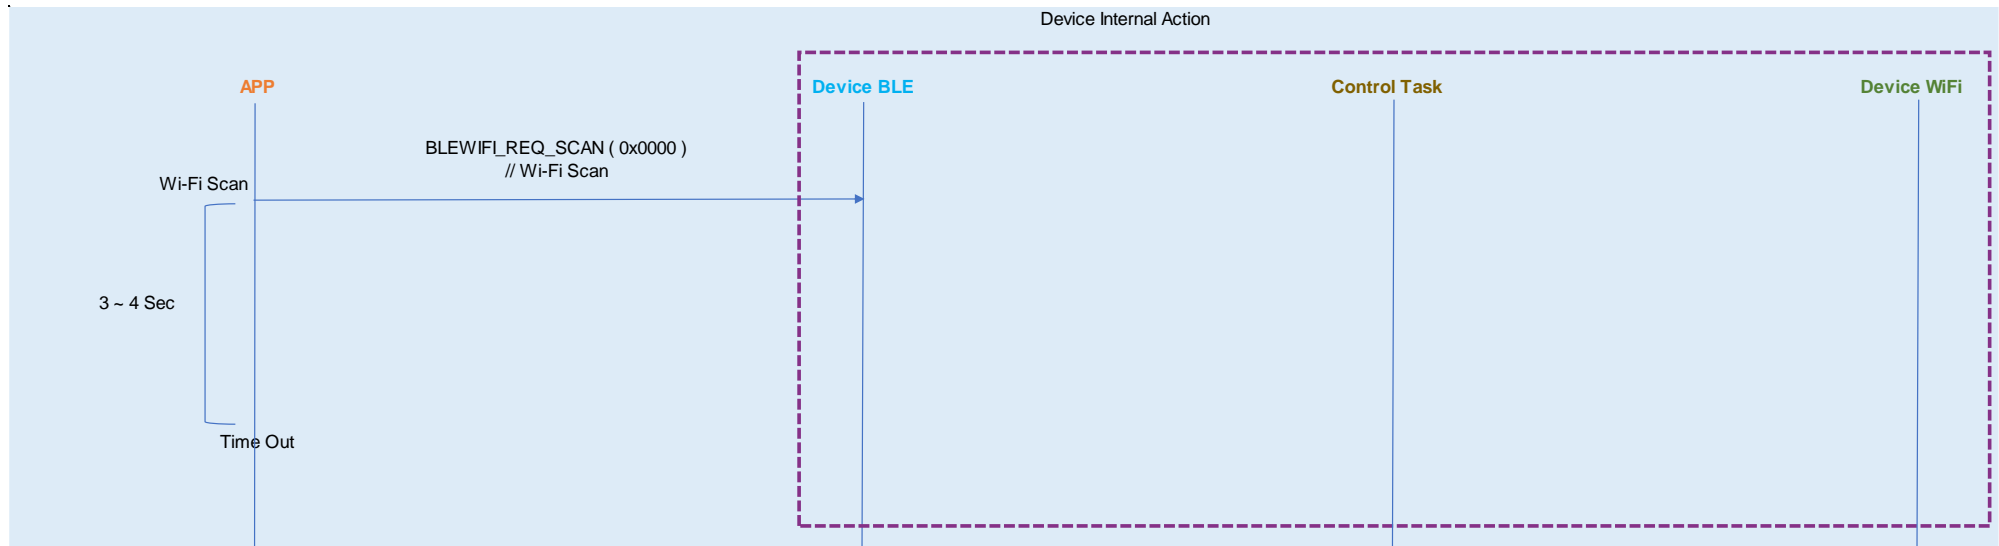 Device Internal Action
APP
Device BLE
Control Task
Device WiFi
BLEWIFI_REQ_SCAN ( 0x0000 )
// Wi-Fi Scan
Wi-Fi Scan
3 ~ 4 Sec
Time Out